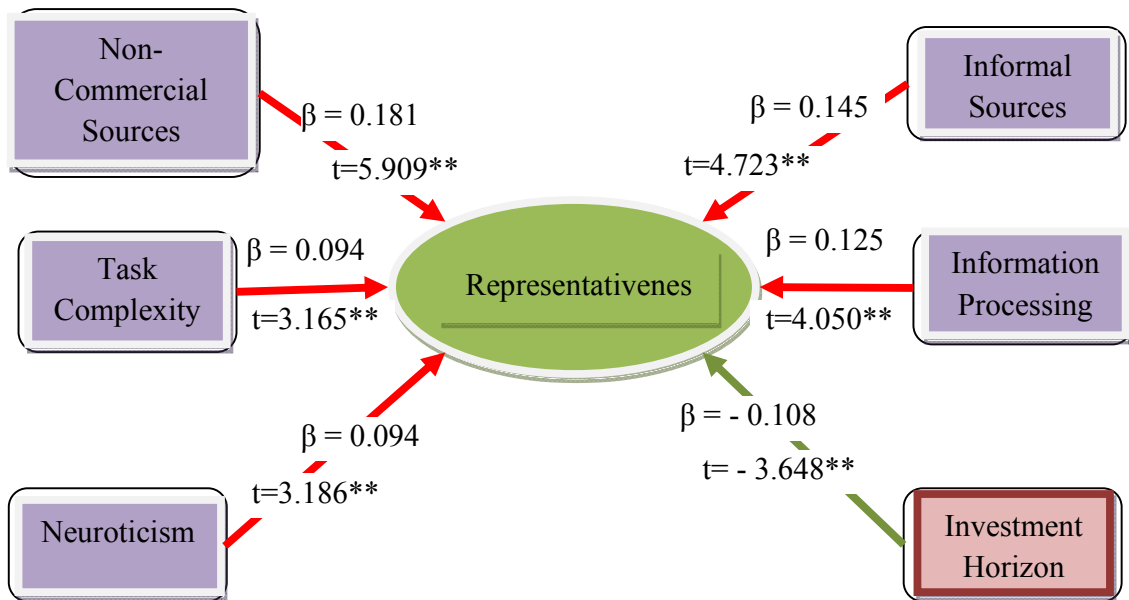 Non-
Commercial
Sources
β = 0.181
t=5.909**
Informal
Sources
β = 0.145
t=4.723**
Task
Complexity
β = 0.094
t=3.165**
Representativenes
β = 0.125
t=4.050**
Information
Processing
Neuroticism
β = 0.094
t=3.186**
β = - 0.108
t= - 3.648**
Investment
Horizon